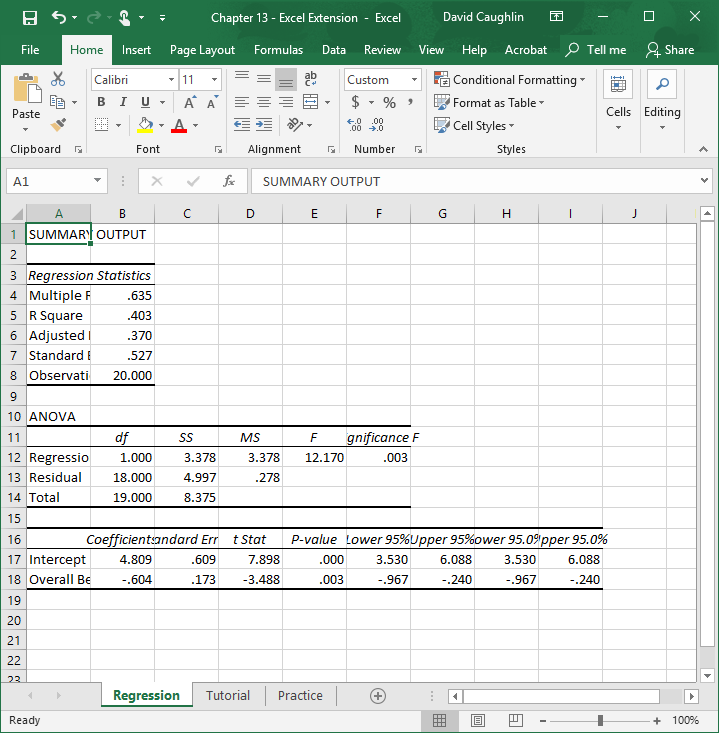 Chapter 13 - Excel Extension - Excel David Caughlin
File Home Insert Page Layout Formulas Data Review View Help Acrobat Tell me Share
Paste
Calibri 11
B I U A A
A
ab
Custom
$ % ,
.00 .00
Conditional Formatting
Format as Table
Cell Styles
Cells Editing
Clipboard Font Alignment Number Styles
A1 fx SUMMARY OUTPUT
A B C D E F G H I J
1 SUMMARY OUTPUT
2
3 Regression Statistics
4 Multiple R .635
5 R Square .403
6 Adjusted .370
7 Standard E .527
8 Observati 20.000
9
10 ANOVA
11 df SS MS F gnificance F
12 Regressio 1.000 3.378 3.378 12.170 .003
13 Residual 18.000 4.997 .278
14 Total 19.000 8.375
15
16 Coefficients andard Err t Stat P-value Lower 95% Upper 95% ower 95.0% pper 95.0%
17 Intercept 4.809 .609 7.898 .000 3.530 6.088 3.530 6.088
18 Overall Be -.604 .173 -3.488 .003 -.967 -.240 -.967 -.240
19
20
21
22
23
Regression Tutorial Practice
Ready 100%